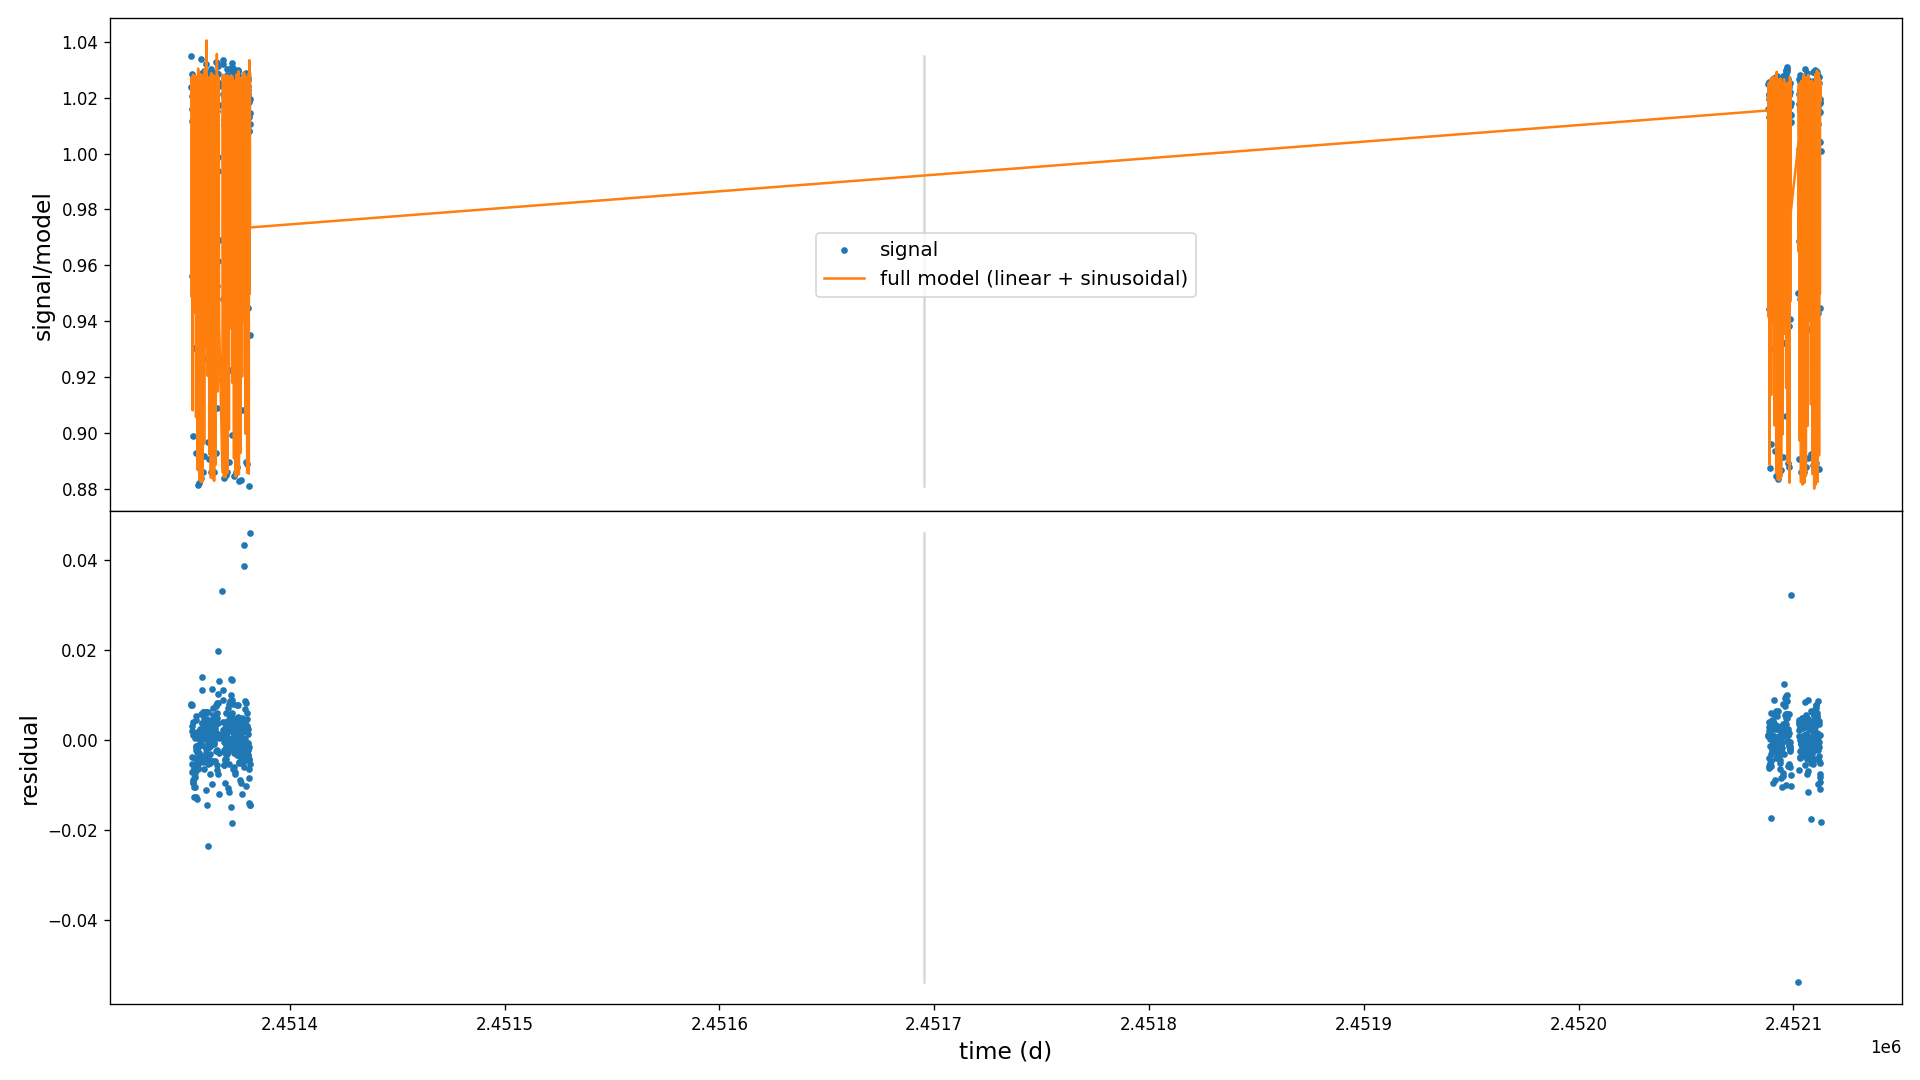 1.04
1.02
1.00
0.98
0.96
0.94
0.92
0.90
0.88
signal/model
signal
full model (linear + sinusoidal)
0.04
0.02
0.00
−0.02
−0.04
residual
2.4514 2.4515 2.4516 2.4517 2.4518 2.4519 2.4520 2.4521
1e6
time (d)